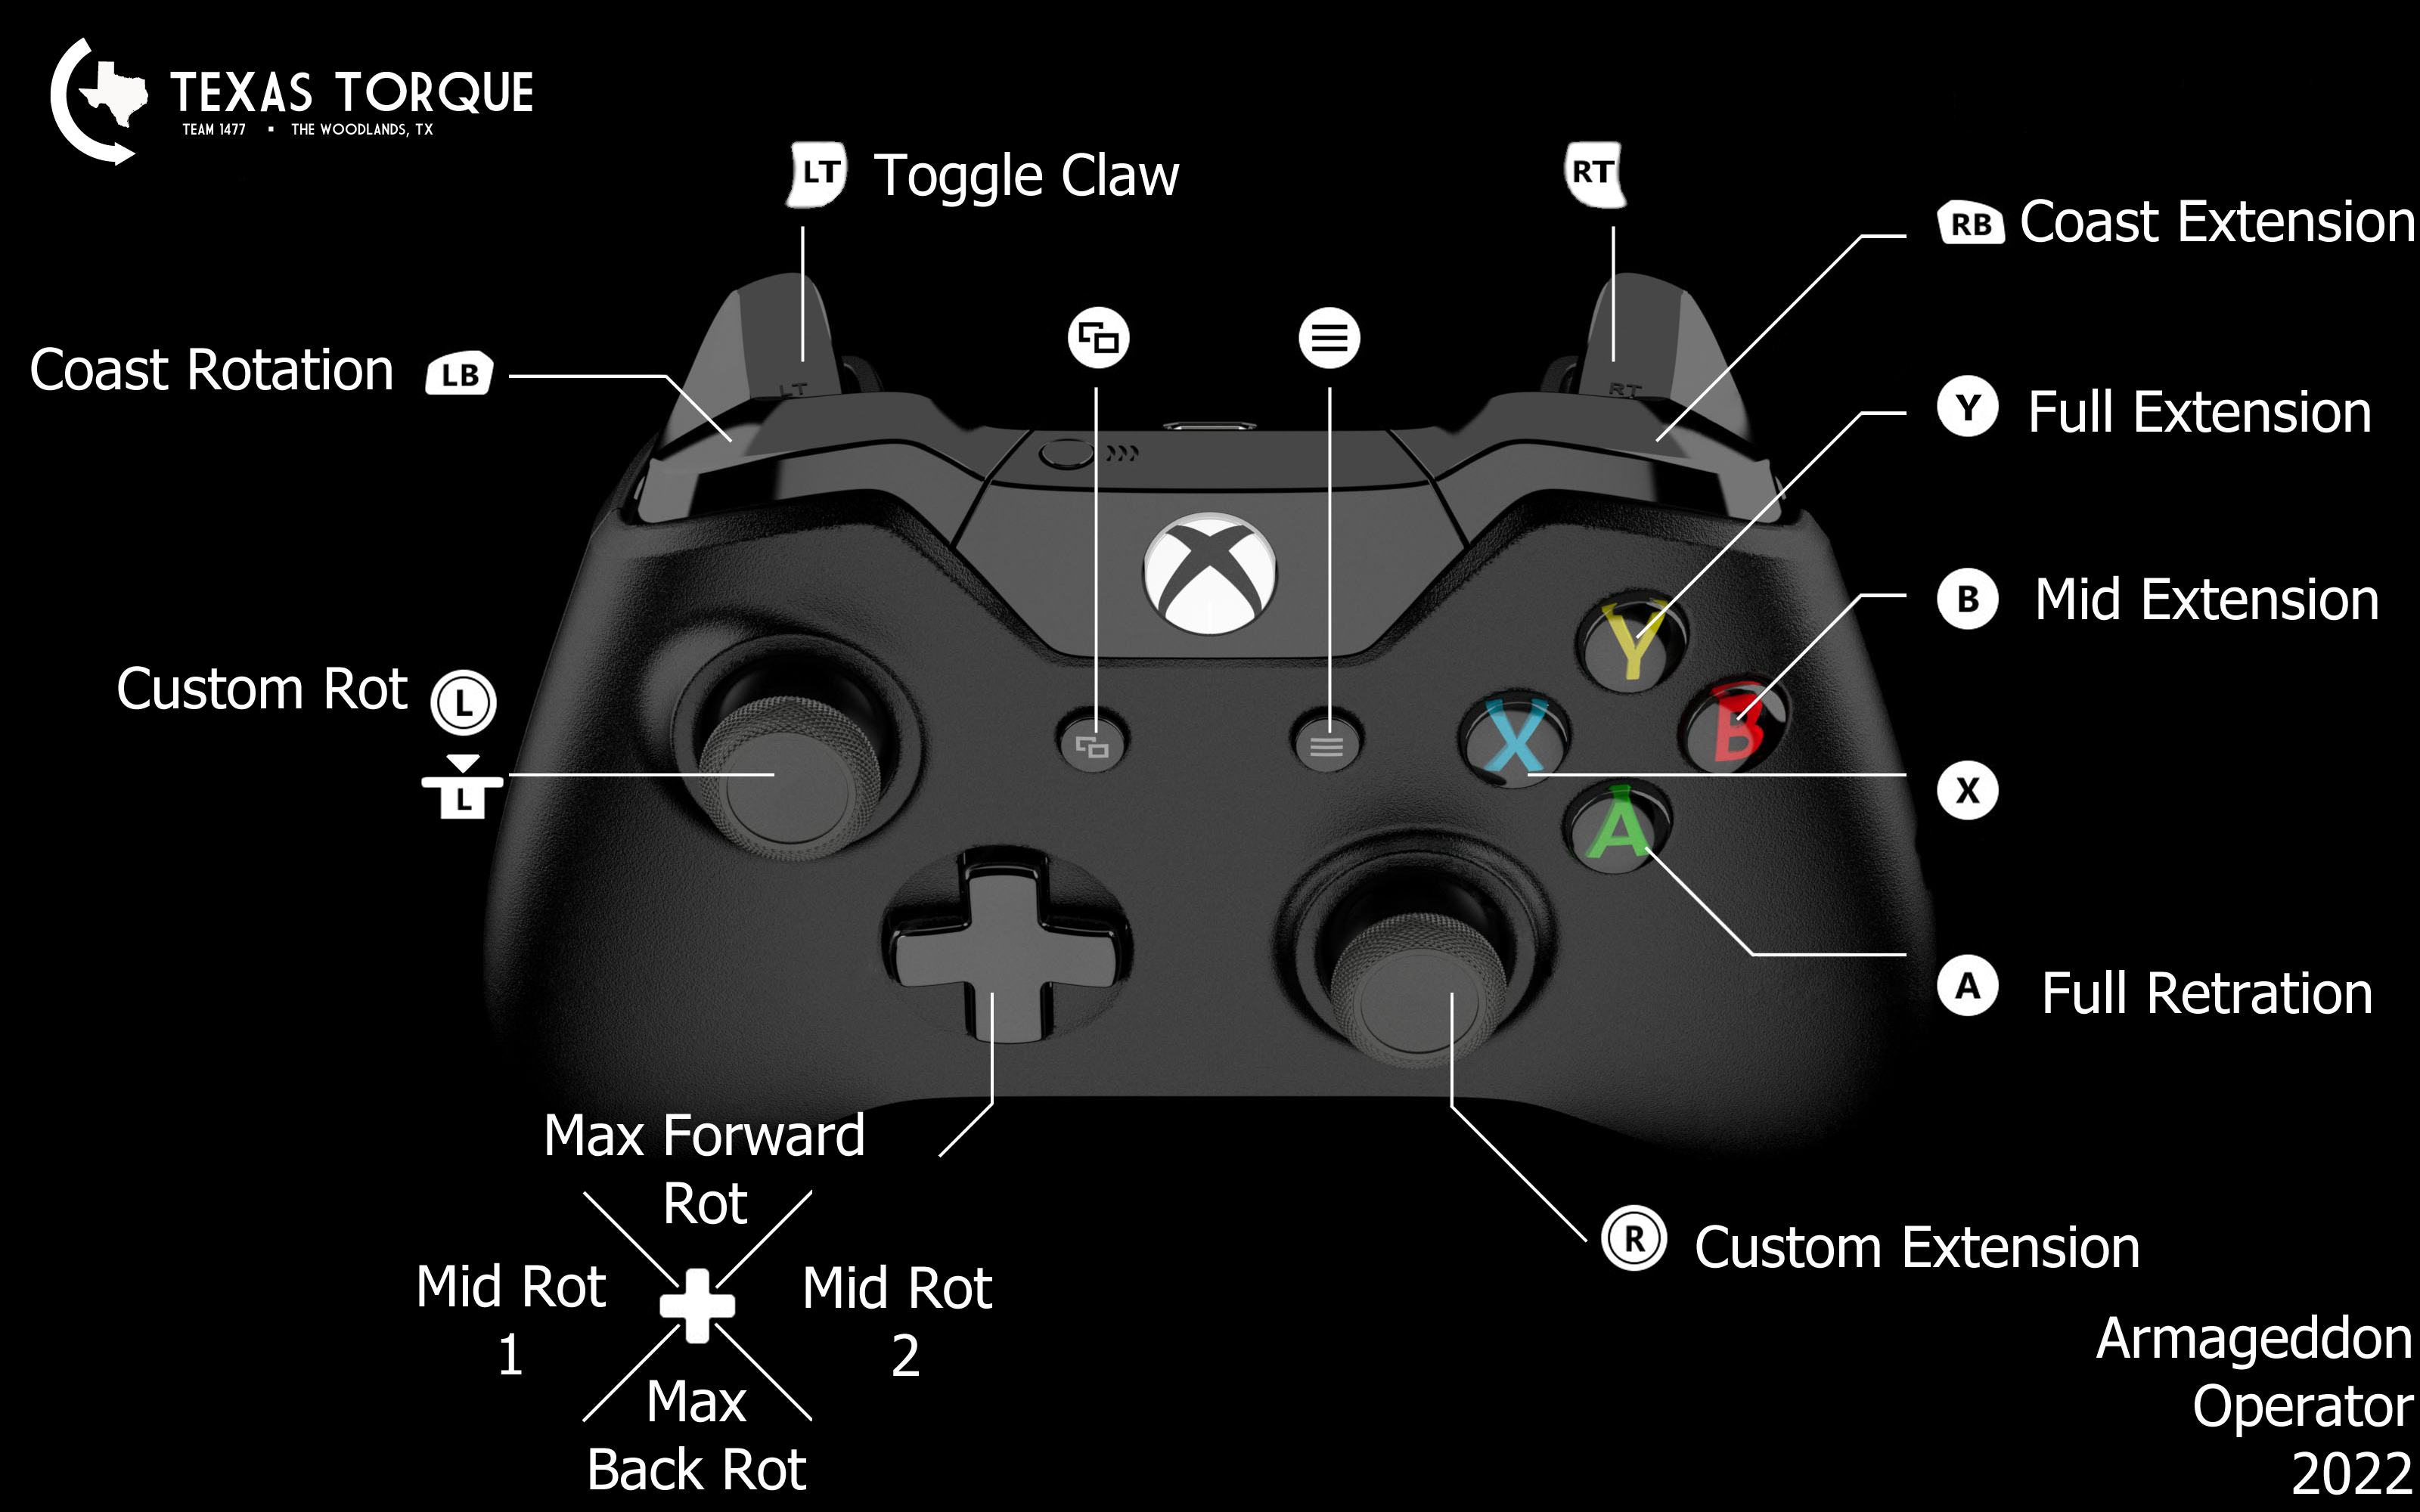 TEXAS TORQUE
TEAM 1477 ▪ THE WOODLANDS, TX
LT Toggle Claw
RT
RB Coast Extension
Coast Rotation LB
LT
RT
Y Full Extension
B Mid Extension
Y
Custom Rot L
X
B
L
X
A
A Full Retration
Max Forward
Rot
R Custom Extension
Mid Rot
1
Mid Rot
2
Max
Back Rot
Armageddon
Operator
2022